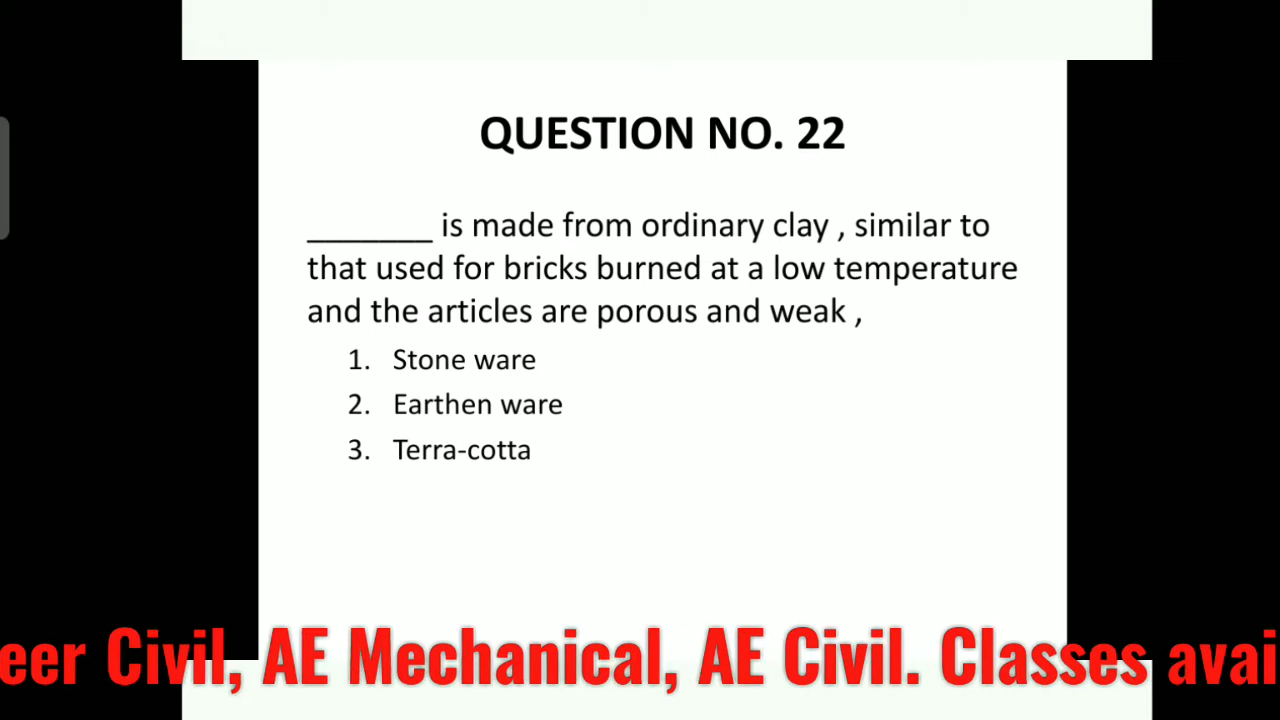 QUESTION NO. 22
_______ is made from ordinary clay , similar to
that used for bricks burned at a low temperature
and the articles are porous and weak ,
1. Stone ware
2. Earthen ware
3. Terra-cotta
eer Civil, AE Mechanical, AE Civil. Classes avai